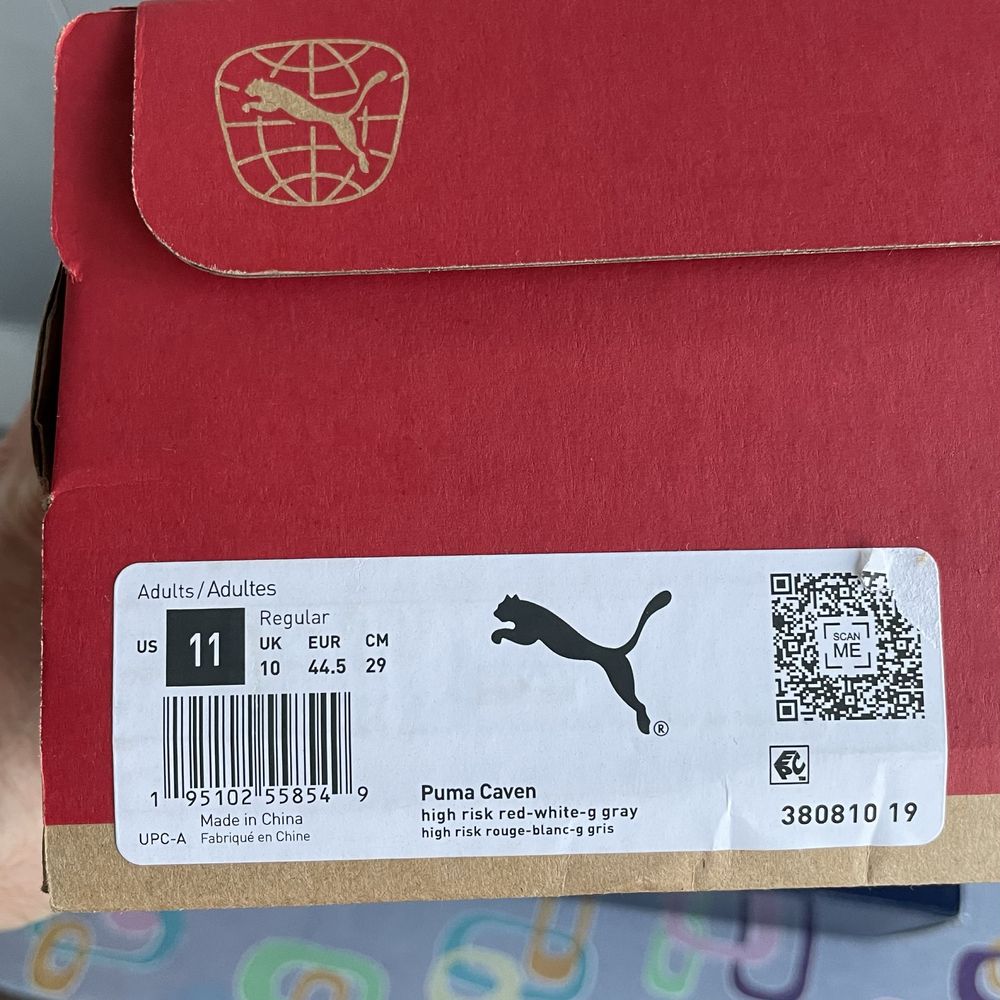 Adults/Adultes
US 11
Regular
UK EUR CM
10 44.5 29
SCAN
ME
®
1 95102 55854 9
Made in China
UPC-A Fabriqué en Chine
Puma Caven
high risk red-white-g gray
high risk rouge-blanc-g gris
380810 19